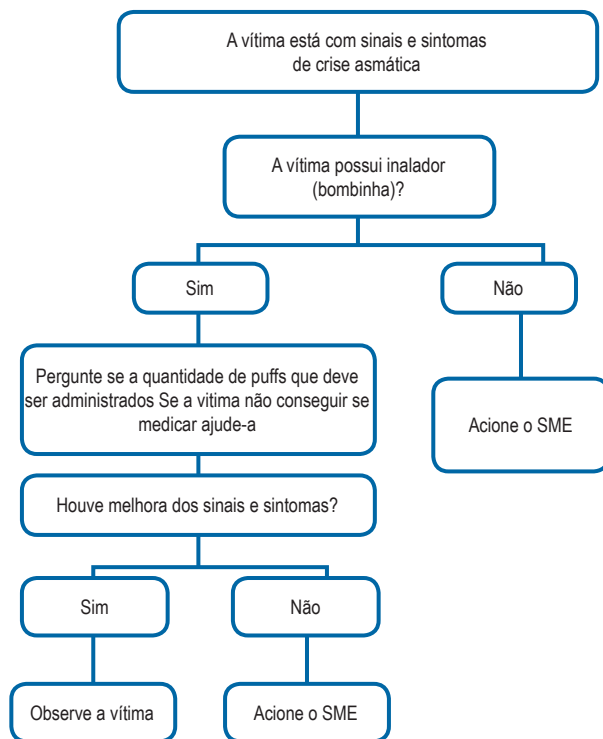 A vítima está com sinais e sintomas
de crise asmática
A vítima possui inalador
(bombinha)?
Sim
Não
Pergunte se a quantidade de puffs que deve
ser administrados Se a vitima não conseguir se
medicar ajude-a
Acione o SME
Houve melhora dos sinais e sintomas?
Sim
Não
Observe a vítima
Acione o SME